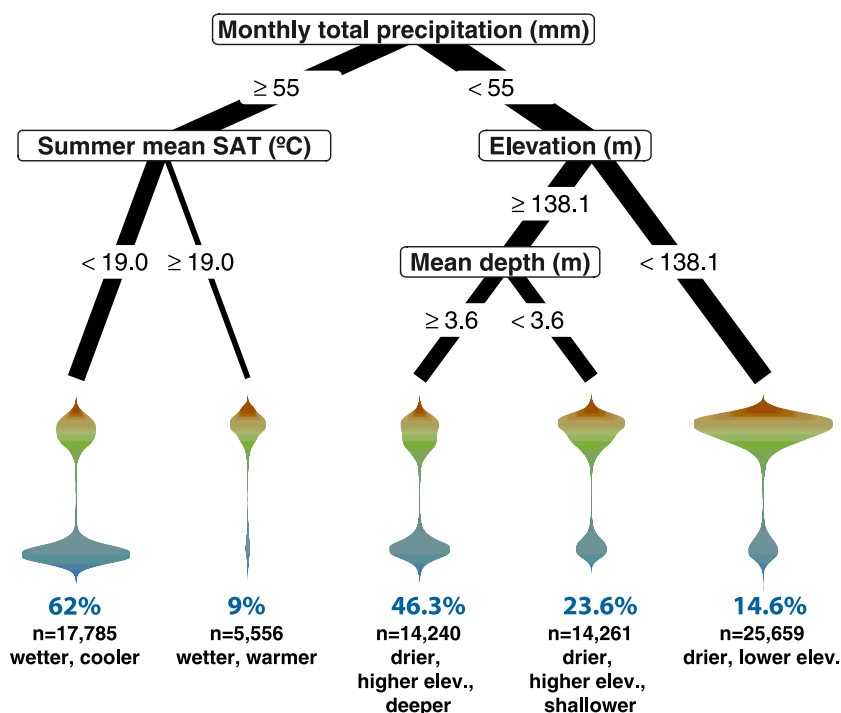 Monthly total precipitation (mm)
≥ 55
< 55
Summer mean SAT (ºC)
Elevation (m)
≥ 138.1
< 19.0
≥ 19.0
Mean depth (m)
< 138.1
≥ 3.6
< 3.6
62%
n=17,785
wetter, cooler
9%
n=5,556
wetter, warmer
46.3%
n=14,240
drier,
higher elev.,
deeper
23.6%
n=14,261
drier,
higher elev.,
shallower
14.6%
n=25,659
drier, lower elev.